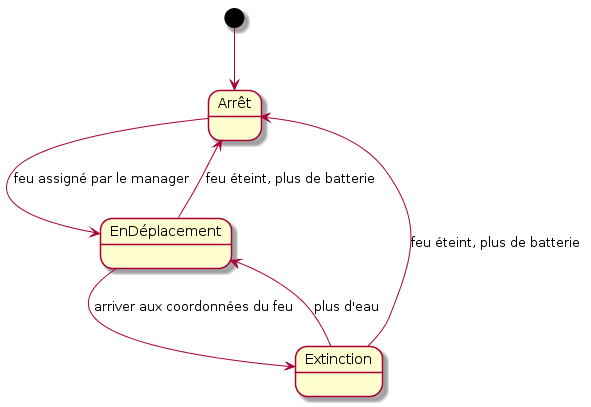 Arrêt
feu assigné par le manager
feu éteint, plus de batterie
EnDéplacement
feu éteint, plus de batterie
arriver aux coordonnées du feu
plus d'eau
Extinction